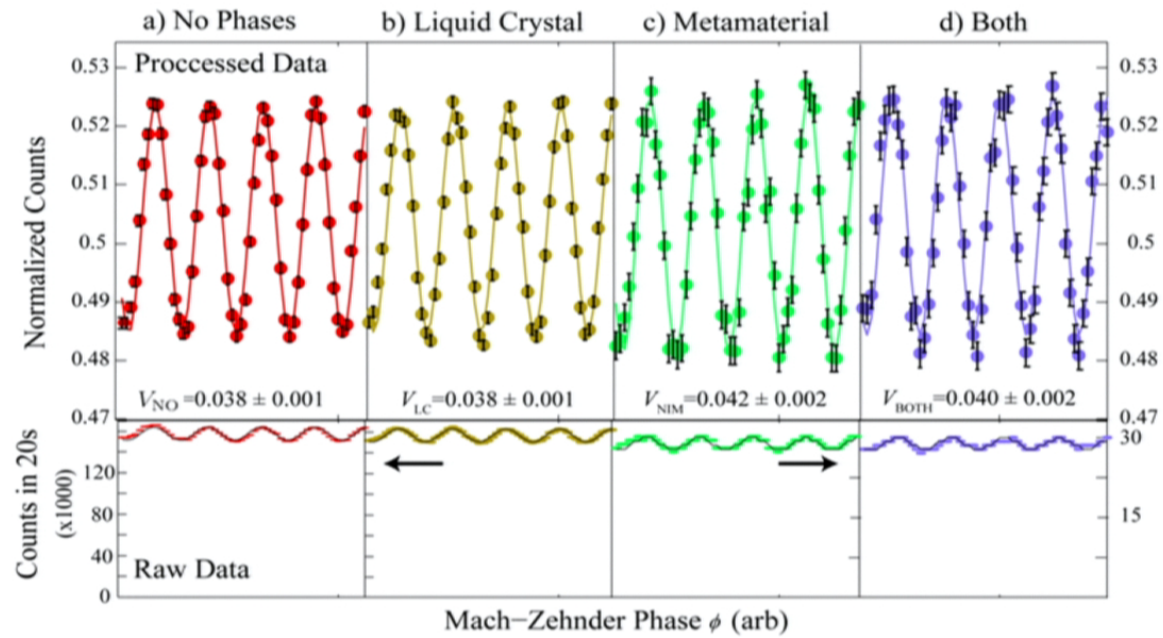 a) No Phases
b) Liquid Crystal
c) Metamaterial
d) Both
Proccessed Data
Normalized Counts
0.53
0.52
0.51
0.5
0.49
0.48
0.47
0.53
0.52
0.51
0.5
0.49
0.48
0.47
V_NO =0.038 ± 0.001
V_LC =0.038 ± 0.001
V_NIM =0.042 ± 0.002
V_BOTH =0.040 ± 0.002
Counts in 20s
(x1000)
120
80
40
0
30
15
Raw Data
Mach−Zehnder Phase ϕ (arb)